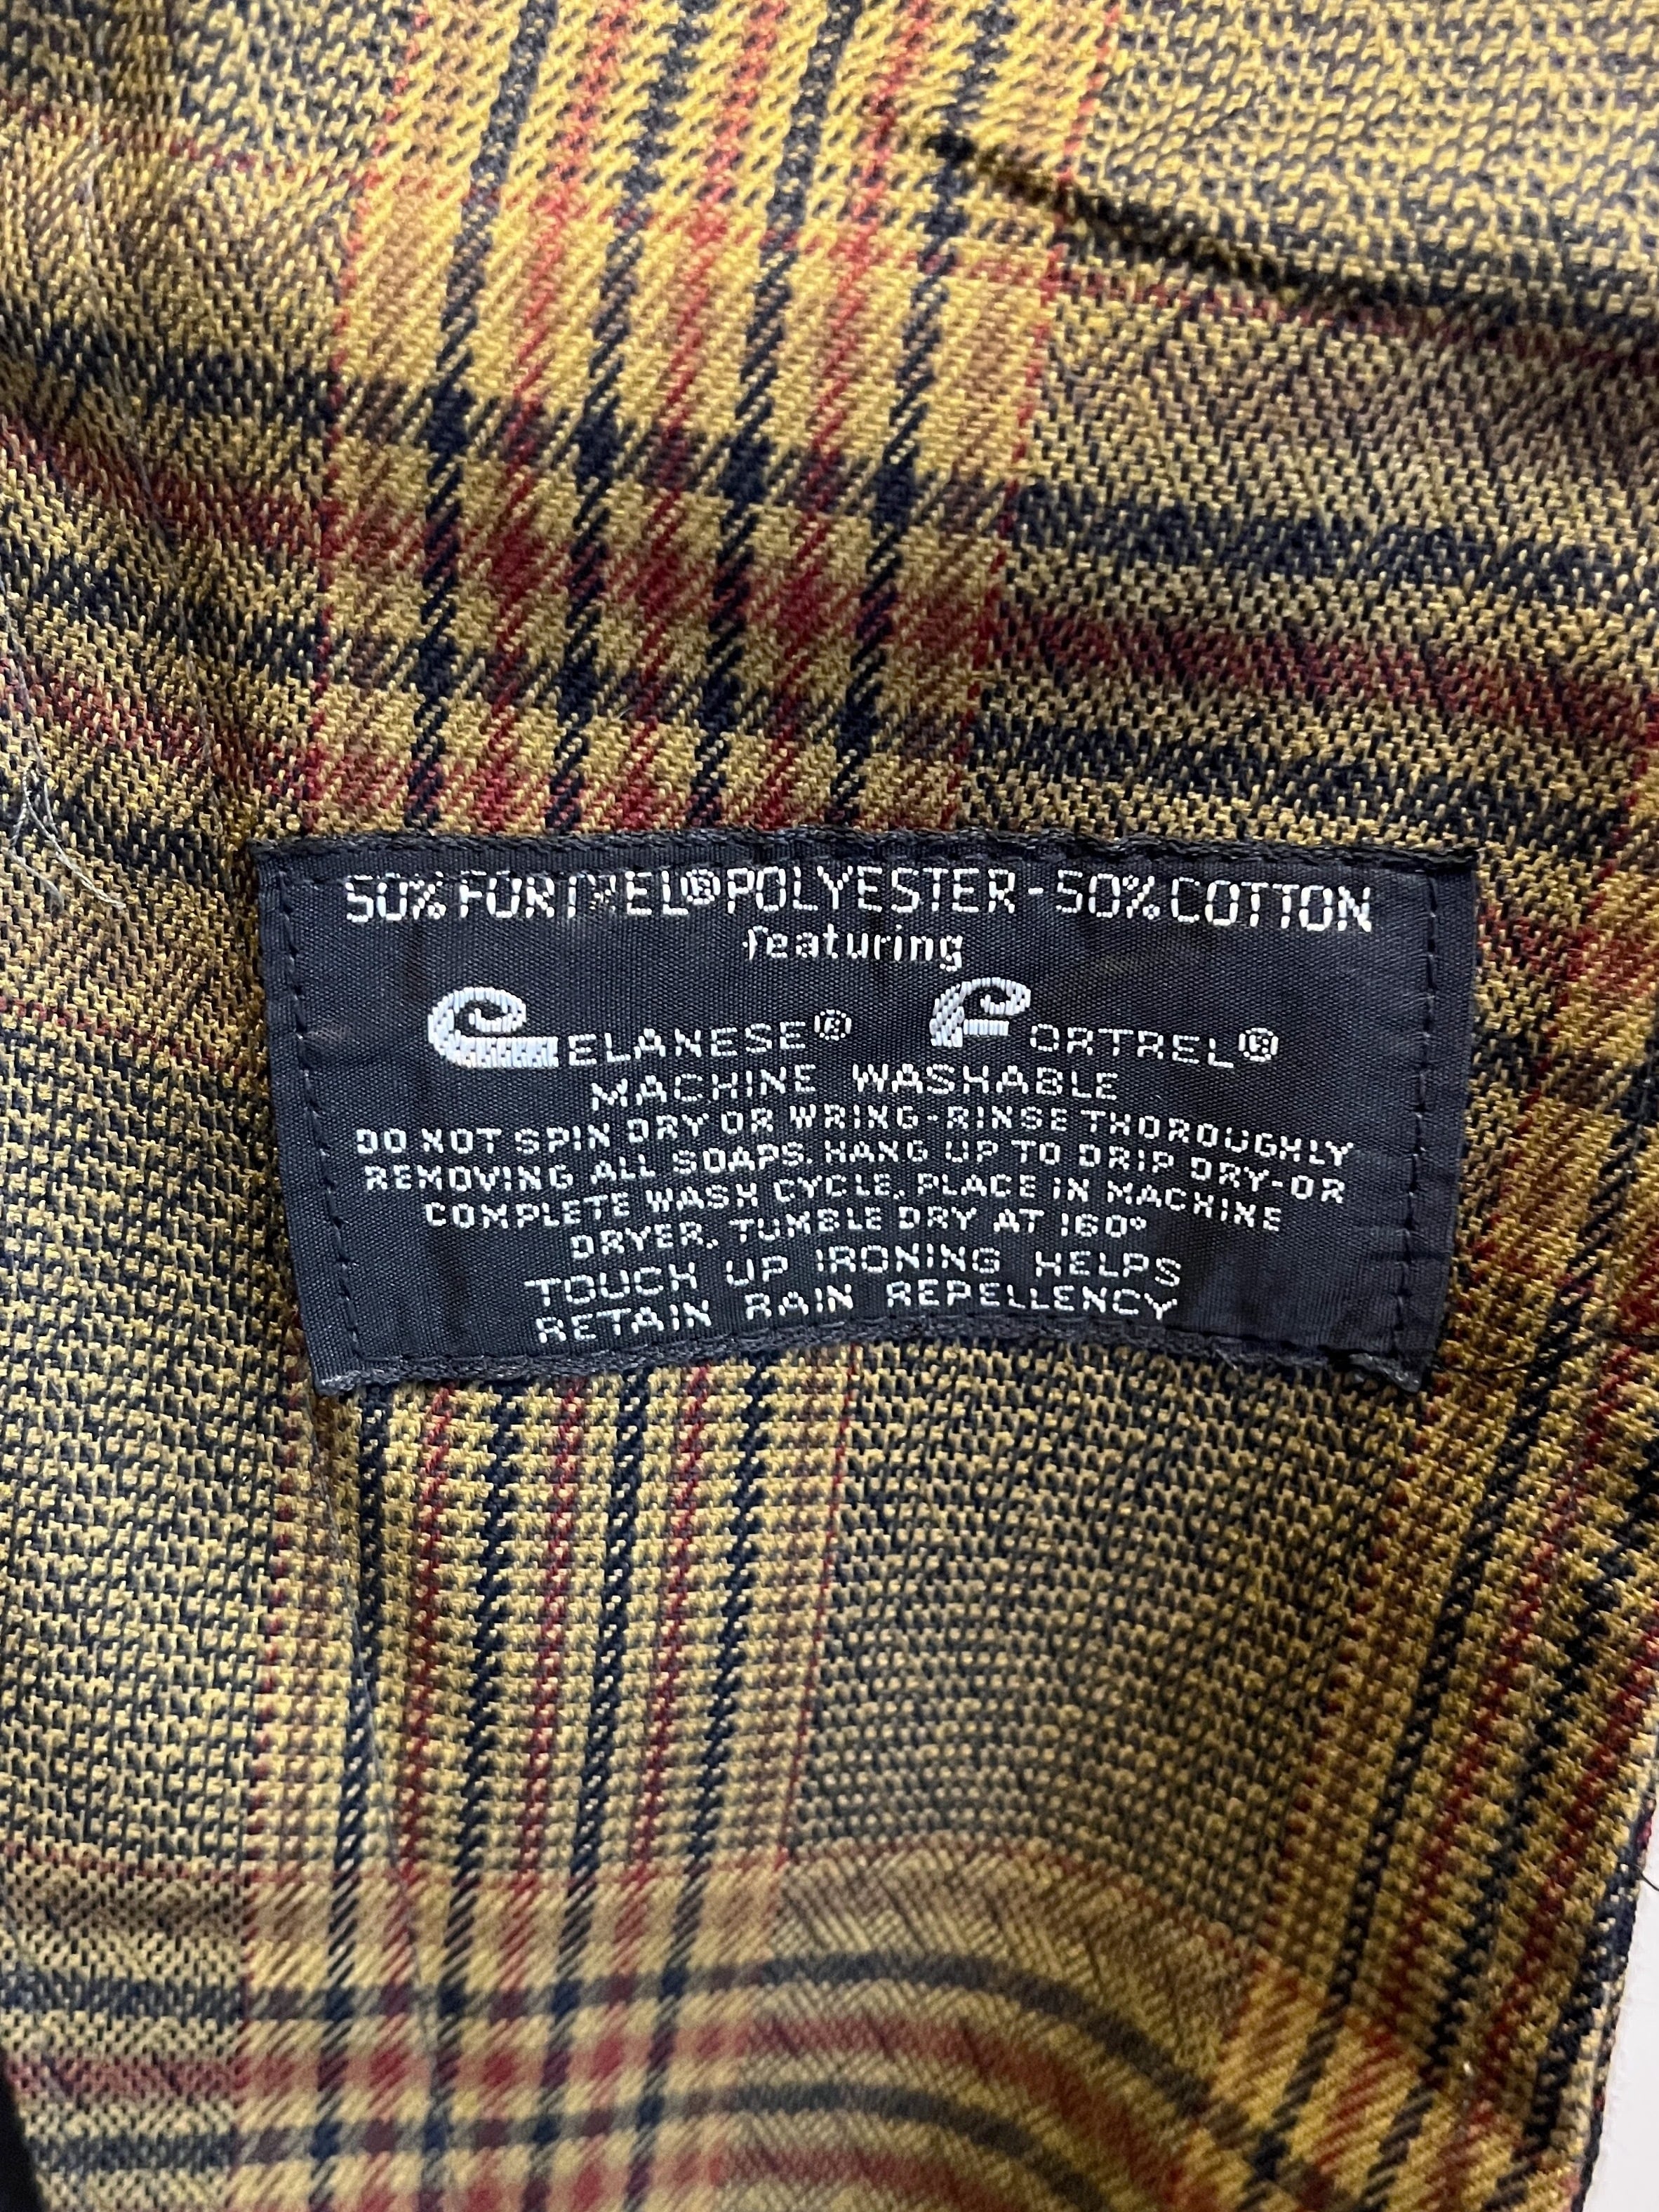 50% FORTREL® POLYESTER-50% COTTON
featuring
CELANESE® FORTREL®
MACHINE WASHABLE
DO NOT SPIN DRY OR WRING-RINSE THOROUGHLY
REMOVING ALL SOAPS. HANG UP TO DRIP DRY-OR
COMPLETE WASH CYCLE, PLACE IN MACHINE
DRYER, TUMBLE DRY AT 160°
TOUCH UP IRONING HELPS
RETAIN RAIN REPELLENCY